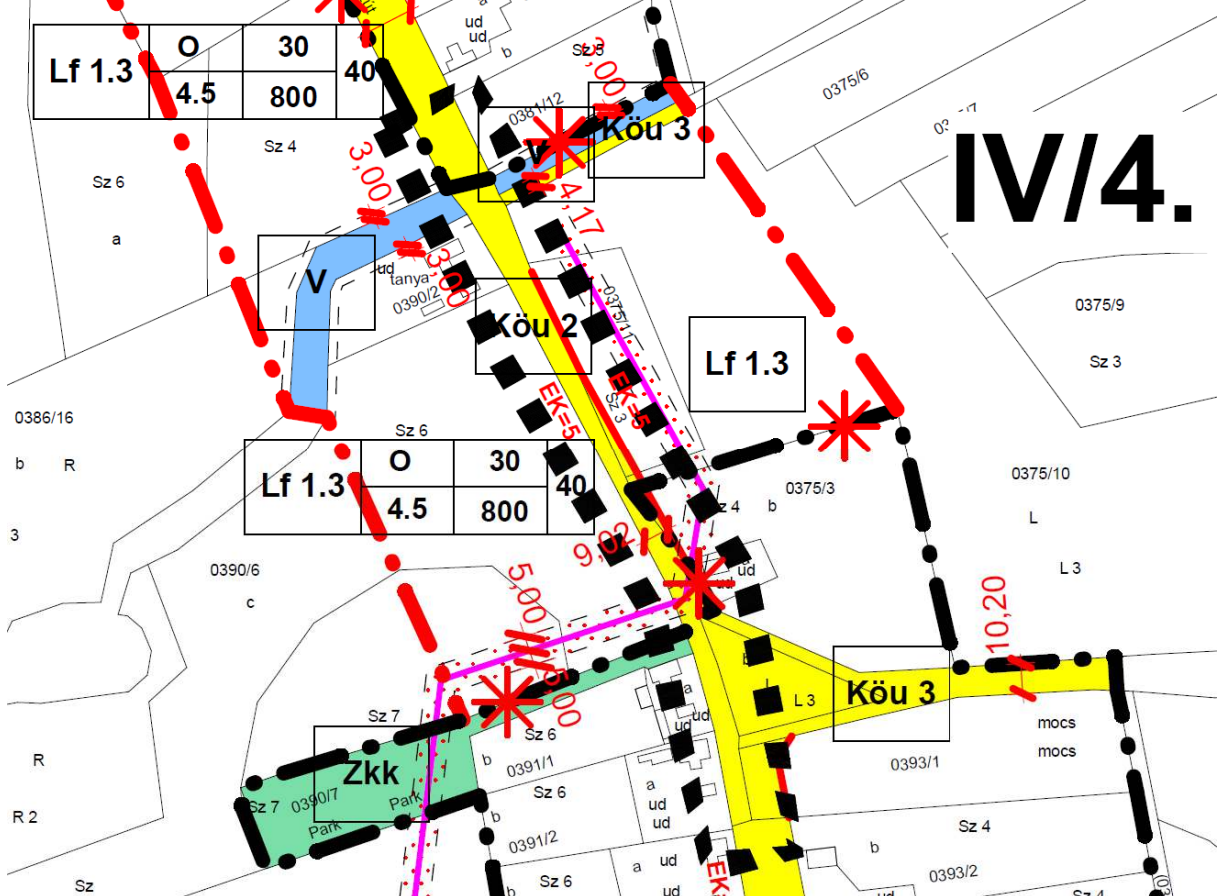 út
a
ud
ud
b
Sz 5
O
30
Lf 1.3
40
4.5
800
3,00
0381/12
Köu 3
V
0375/6
IV/4.
Sz 4
Sz 6
a
3,00
4,17
V
ud
tanya
0390/2
3,00
0375/11
Köu 2
Lf 1.3
0375/9
Sz 3
EK=5
EK=5
Sz 3
0386/16
b
R
Sz 6
O
30
Lf 1.3
40
4.5
800
0375/3
b
0375/10
L
L 3
3
9,02
0390/6
c
5,00
ud
ud
10,20
5,00
b
Köu 3
L 3
a
ud
ud
Sz 7
Sz 6
mocs
mocs
Zkk
b
0391/1
0393/1
R
R 2
Sz 7
0390/7
Park
Park
Sz 6
a
ud
ud
b
0391/2
Sz 4
b
0393/2
Sz
b
Sz 6
a
ud
ud
Sz 4